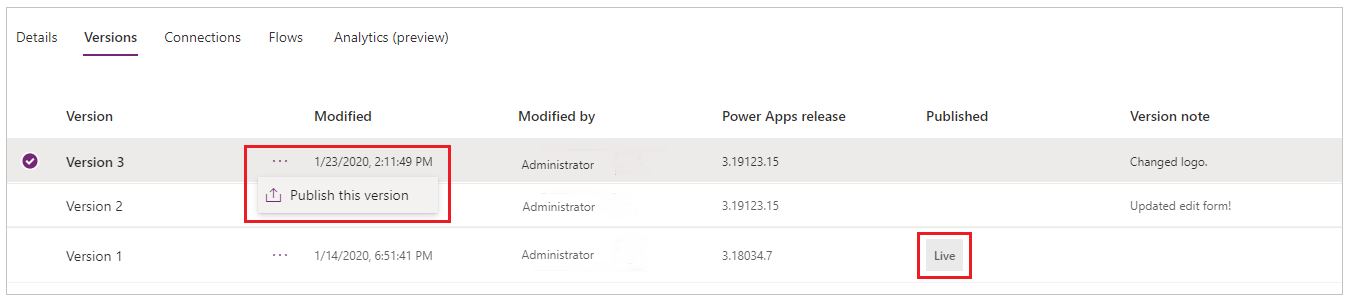 Details Versions Connections Flows Analytics (preview)
Version Modified Modified by Power Apps release Published Version note
Version 3 ··· 1/23/2020, 2:11:49 PM Administrator 3.19123.15 Changed logo.
Publish this version
Version 2 Administrator 3.19123.15 Updated edit form!
Version 1 ··· 1/14/2020, 6:51:41 PM Administrator 3.18034.7 Live